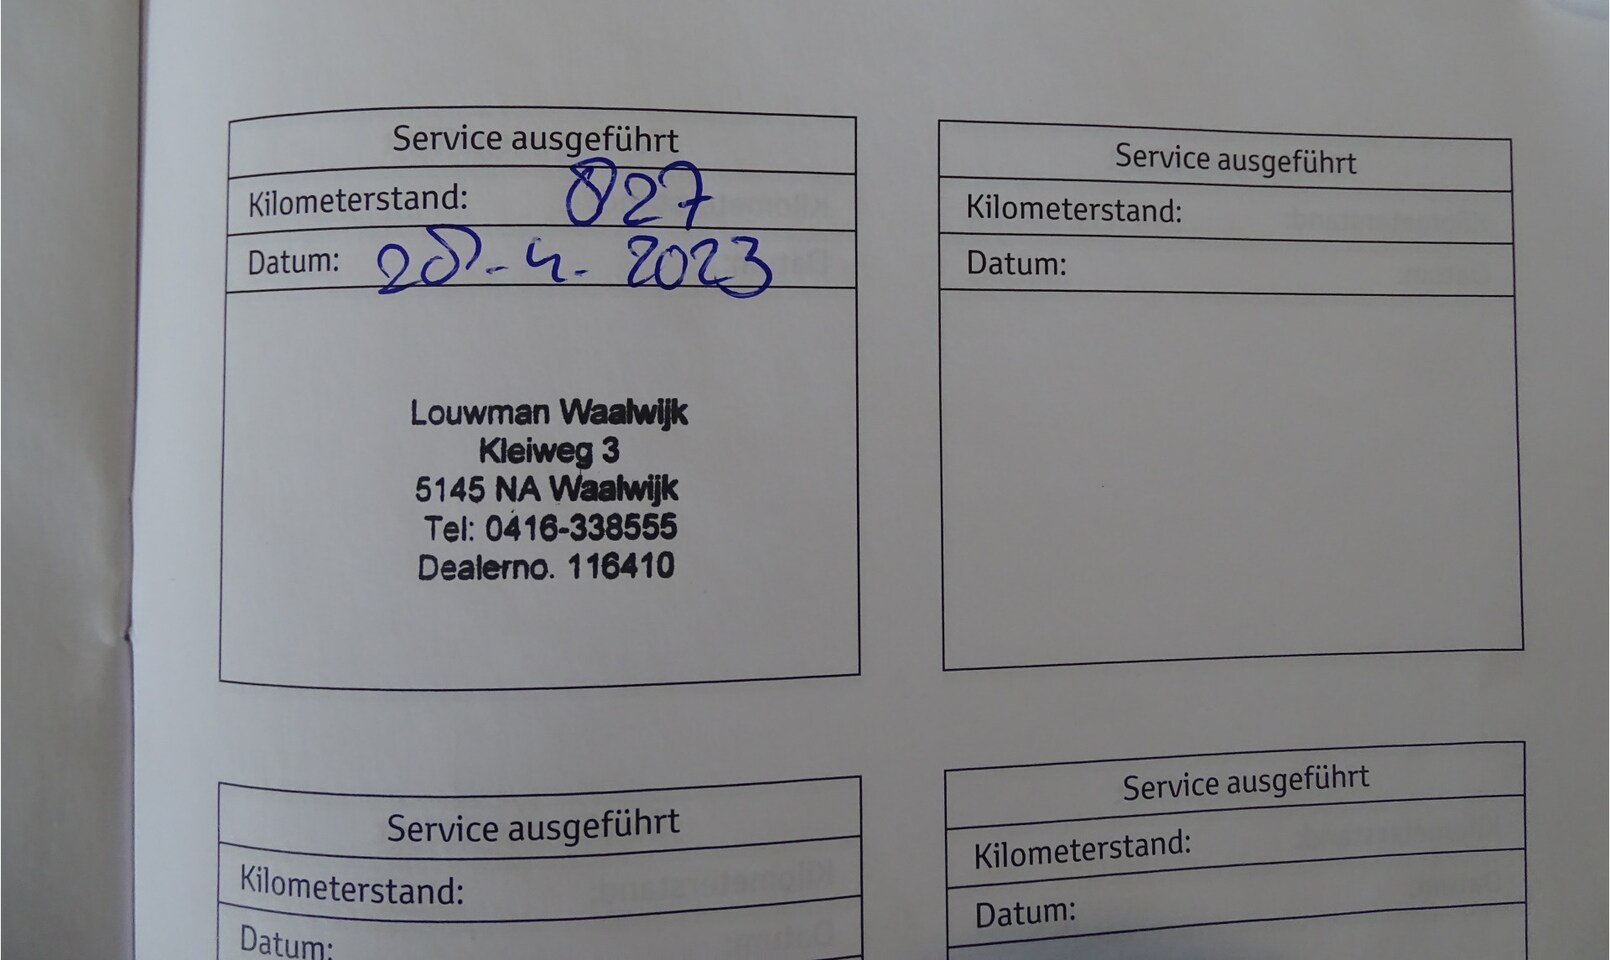 Service ausgeführt
Kilometerstand: 827
Datum: 28-4-2023
Louwman Waalwijk
Kleiweg 3
5145 NA Waalwijk
Tel: 0416-338555
Dealerno. 116410
Service ausgeführt
Kilometerstand:
Datum:
Service ausgeführt
Kilometerstand:
Datum:
Service ausgeführt
Kilometerstand:
Datum: